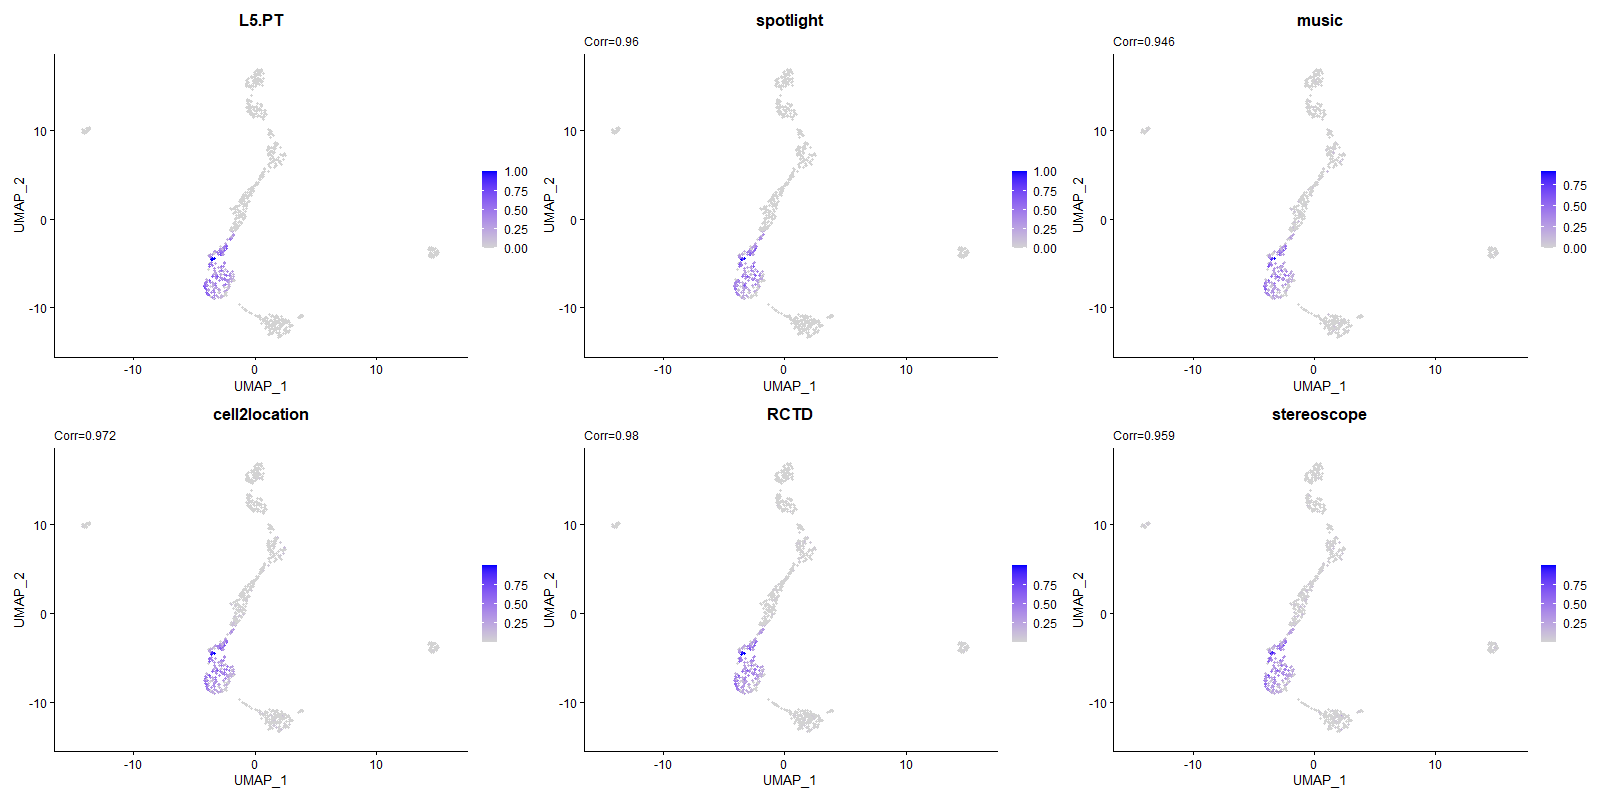 L5.PT
UMAP_2
10
0
-10
-10
0
10
UMAP_1
1.00
0.75
0.50
0.25
0.00
spotlight
Corr=0.96
UMAP_2
10
0
-10
-10
0
10
UMAP_1
1.00
0.75
0.50
0.25
0.00
music
Corr=0.946
UMAP_2
10
0
-10
-10
0
10
UMAP_1
0.75
0.50
0.25
0.00
cell2location
Corr=0.972
UMAP_2
10
0
-10
-10
0
10
UMAP_1
0.75
0.50
0.25
RCTD
Corr=0.98
UMAP_2
10
0
-10
-10
0
10
UMAP_1
0.75
0.50
0.25
stereoscope
Corr=0.959
UMAP_2
10
0
-10
-10
0
10
UMAP_1
0.75
0.50
0.25